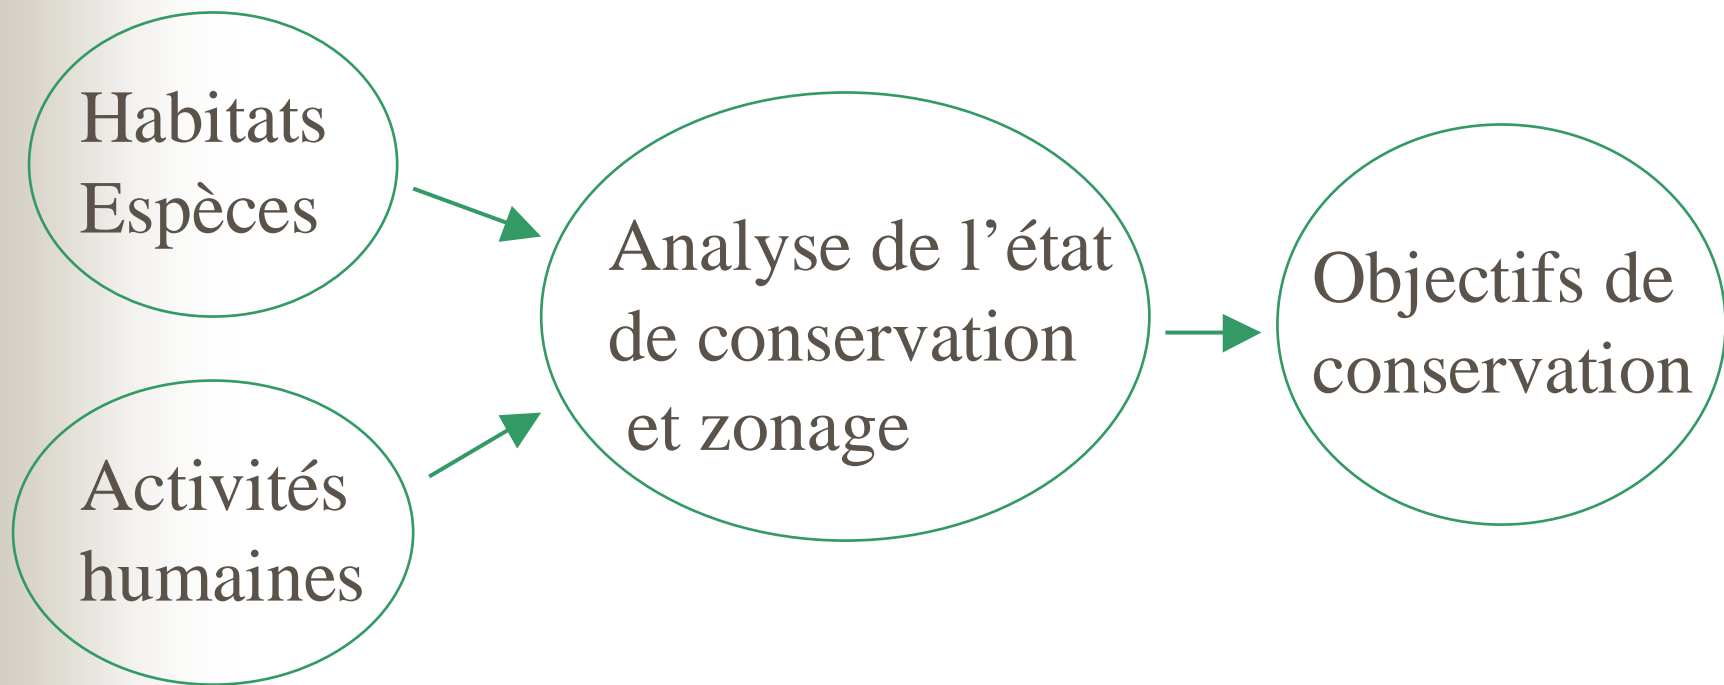 Habitats
Espèces
Activités
humaines
Analyse de l’état
de conservation
et zonage
Objectifs de
conservation